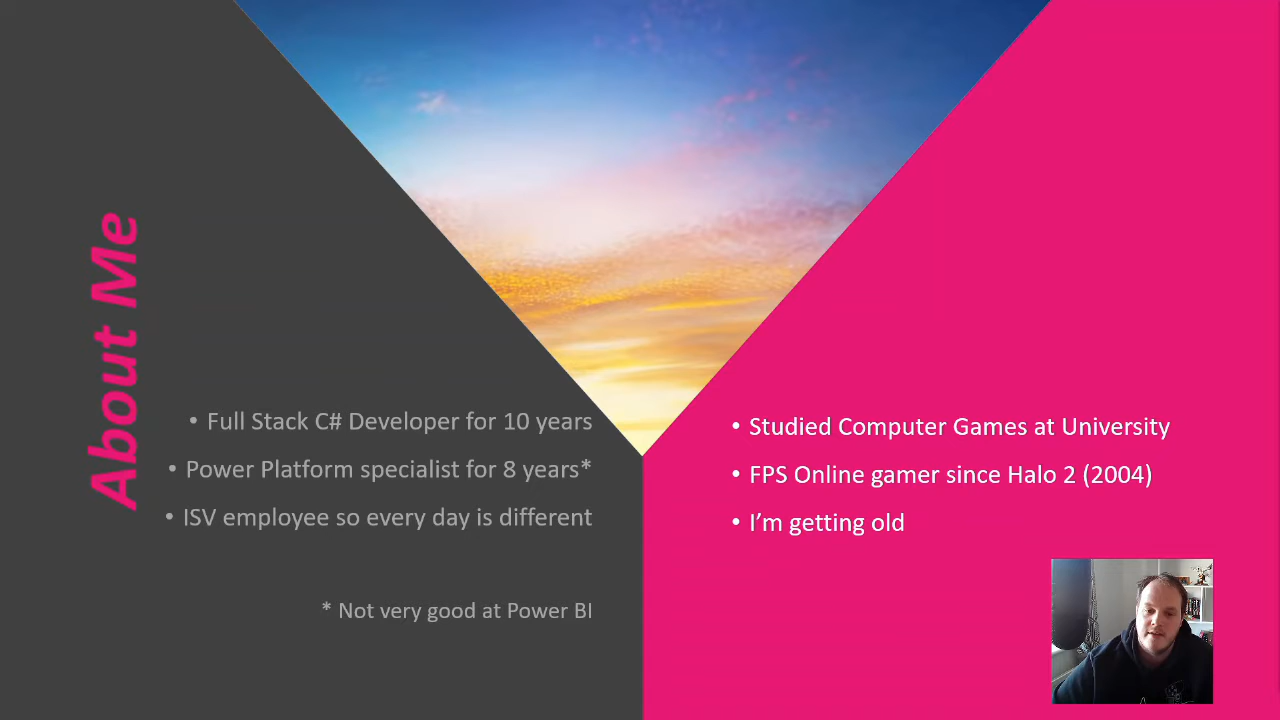 About Me
• Full Stack C# Developer for 10 years
• Power Platform specialist for 8 years*
• ISV employee so every day is different
* Not very good at Power BI
• Studied Computer Games at University
• FPS Online gamer since Halo 2 (2004)
• I’m getting old